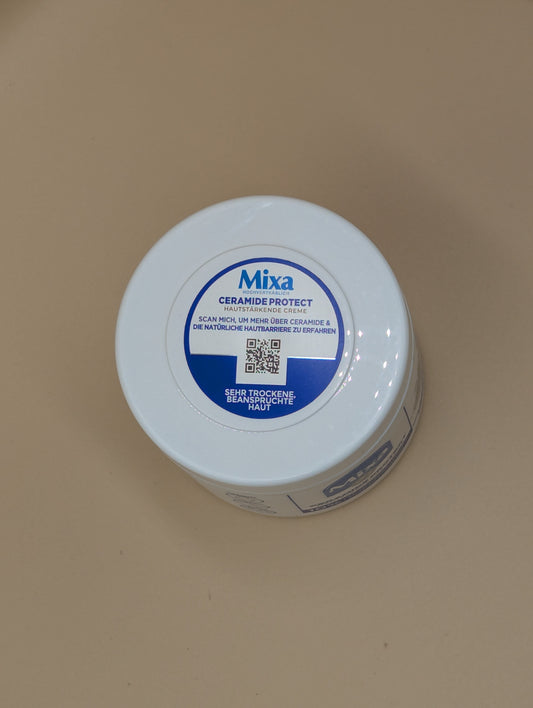 Mixa
HOCHVERTRÄGLICH
CERAMIDE PROTECT
HAUTSTÄRKENDE CREME
SCAN MICH, UM MEHR ÜBER CERAMIDE &
DIE NATÜRLICHE HAUTBARRIERE ZU ERFAHREN
SEHR TROCKENE,
BEANSPRUCHTE
HAUT
Mixa